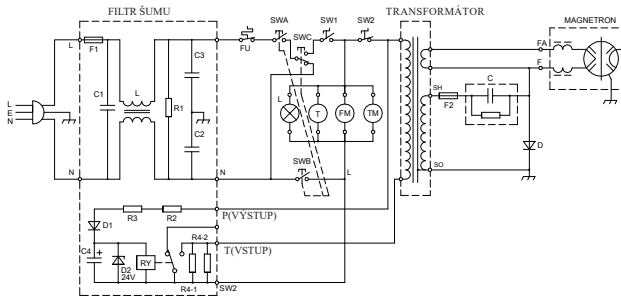 FILTR ŠUMU
TRANSFORMÁTOR
MAGNETRON
SWA
SW1
SW2
SWC
FU
L
F1
C3
L
C1
R1
C2
L
E
N
N
N
L
T
FM
TM
SWB
L
FA
F
SH
F2
C
D
SO
P(VÝSTUP)
T(VSTUP)
R3
R2
D1
C4
+
D2
24V
RY
R4-2
R4-1
SW2